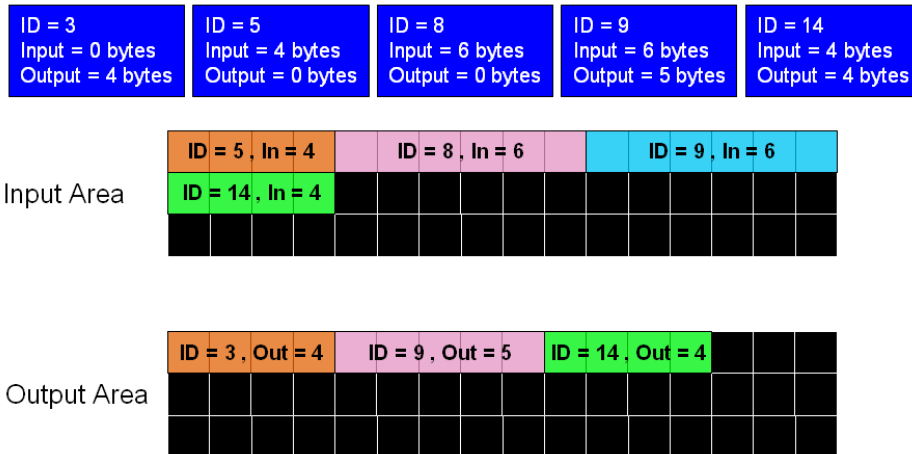 ID = 3
Input = 0 bytes
Output = 4 bytes
ID = 5
Input = 4 bytes
Output = 0 bytes
ID = 8
Input = 6 bytes
Output = 0 bytes
ID = 9
Input = 6 bytes
Output = 5 bytes
ID = 14
Input = 4 bytes
Output = 4 bytes
Input Area
ID = 5 , In = 4
ID = 8 , In = 6
ID = 9 , In = 6
ID = 14 , In = 4
Output Area
ID = 3 , Out = 4
ID = 9 , Out = 5
ID = 14 , Out = 4